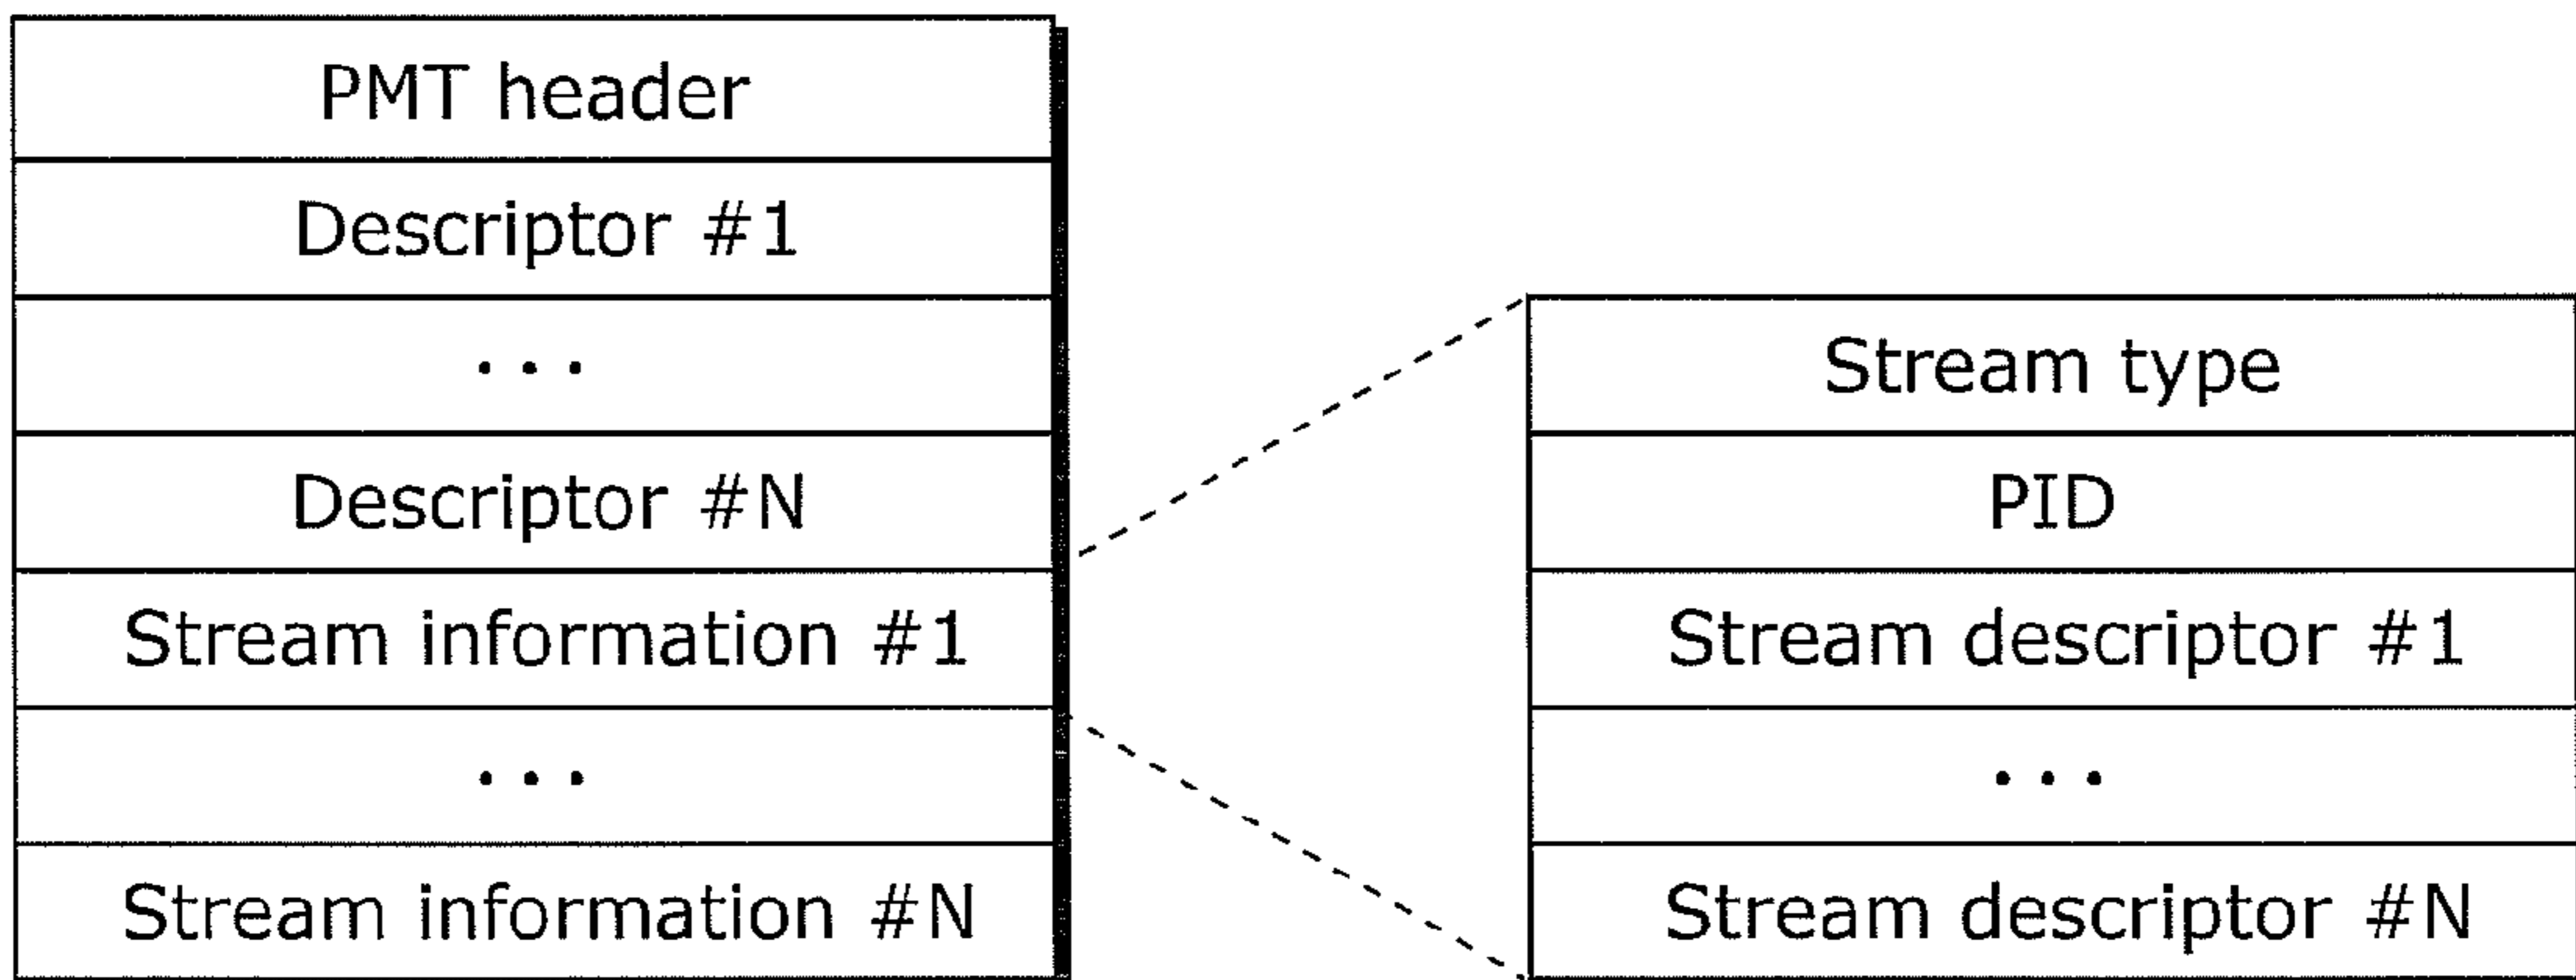 PMT header
Descriptor #1
...
Descriptor #N
Stream information #1
...
Stream information #N
Stream type
PID
Stream descriptor #1
...
Stream descriptor #N